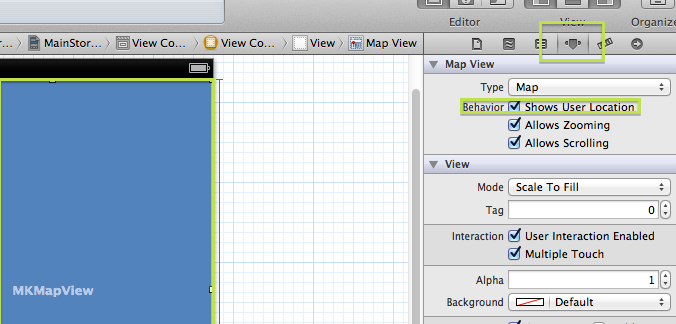 Editor View Organize
r... MainStor... View Co... View Co... View Map View
Map View
Type Map
Behavior Shows User Location
Allows Zooming
Allows Scrolling
View
Mode Scale To Fill
Tag 0
Interaction User Interaction Enabled
Multiple Touch
Alpha 1
Background Default
MKMapView